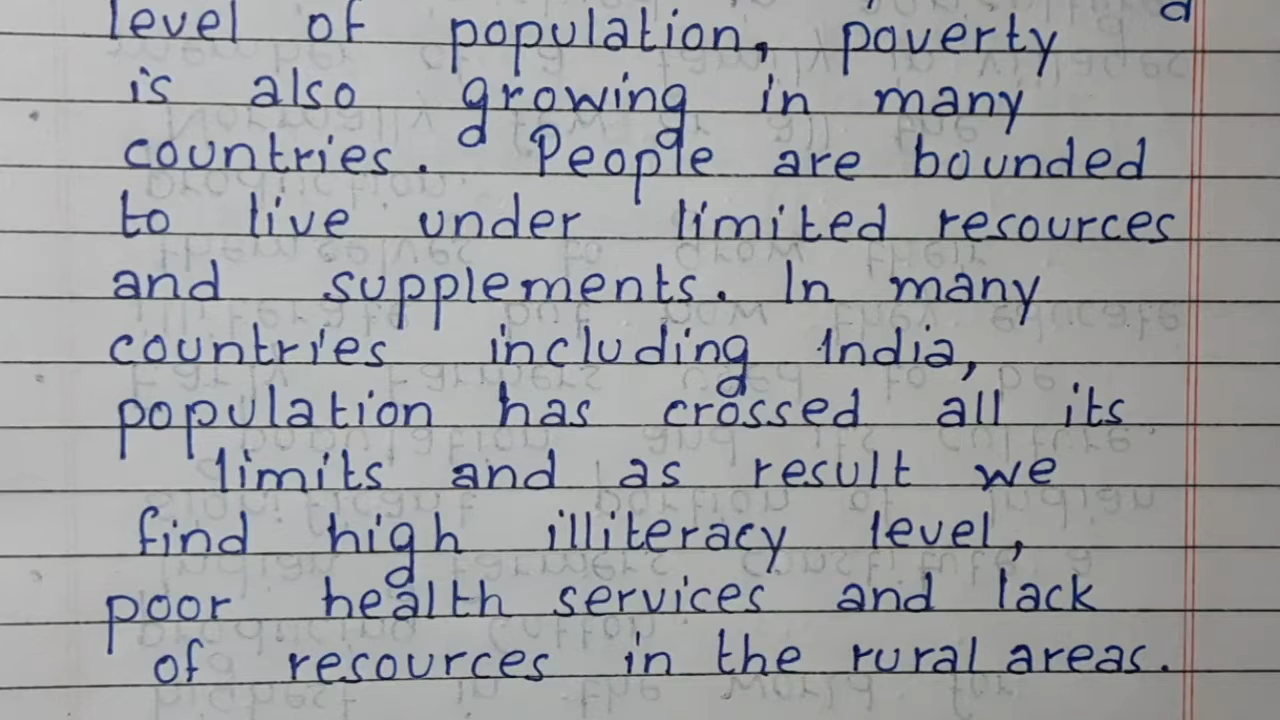 level of population, poverty
is also growing in many
countries. People are bounded
to live under limited resources
and supplements. In many
countries including India,
population has crossed all its
limits and as result we
find high illiteracy level,
poor health services and lack
of resources in the rural areas.